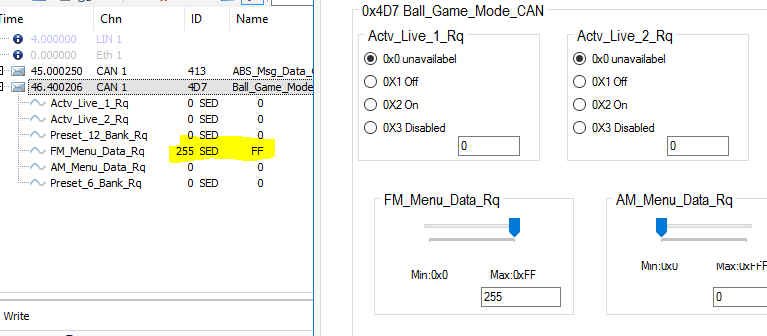 Time Chn ID Name
4.000000 LIN 1
0.000000 Eth 1
45.000250 CAN 1 413 ABS_Msg_Data_
46.400206 CAN 1 4D7 Ball_Game_Mode
Actv_Live_1_Rq 0 SED 0
Actv_Live_2_Rq 0 SED 0
Preset_12_Bank_Rq 0 SED 0
FM_Menu_Data_Rq 255 SED FF
AM_Menu_Data_Rq 0 SED 0
Preset_6_Bank_Rq 0 SED 0
Write
0x4D7 Ball_Game_Mode_CAN
Actv_Live_1_Rq
0x0 unavailabel
0X1 Off
0X2 On
0X3 Disabled
0
Actv_Live_2_Rq
0x0 unavailabel
0X1 Off
0X2 On
0X3 Disabled
0
FM_Menu_Data_Rq
Min:0x0 Max:0xFF
255
AM_Menu_Data_Rq
Min:0x0 Max:0xFF
0